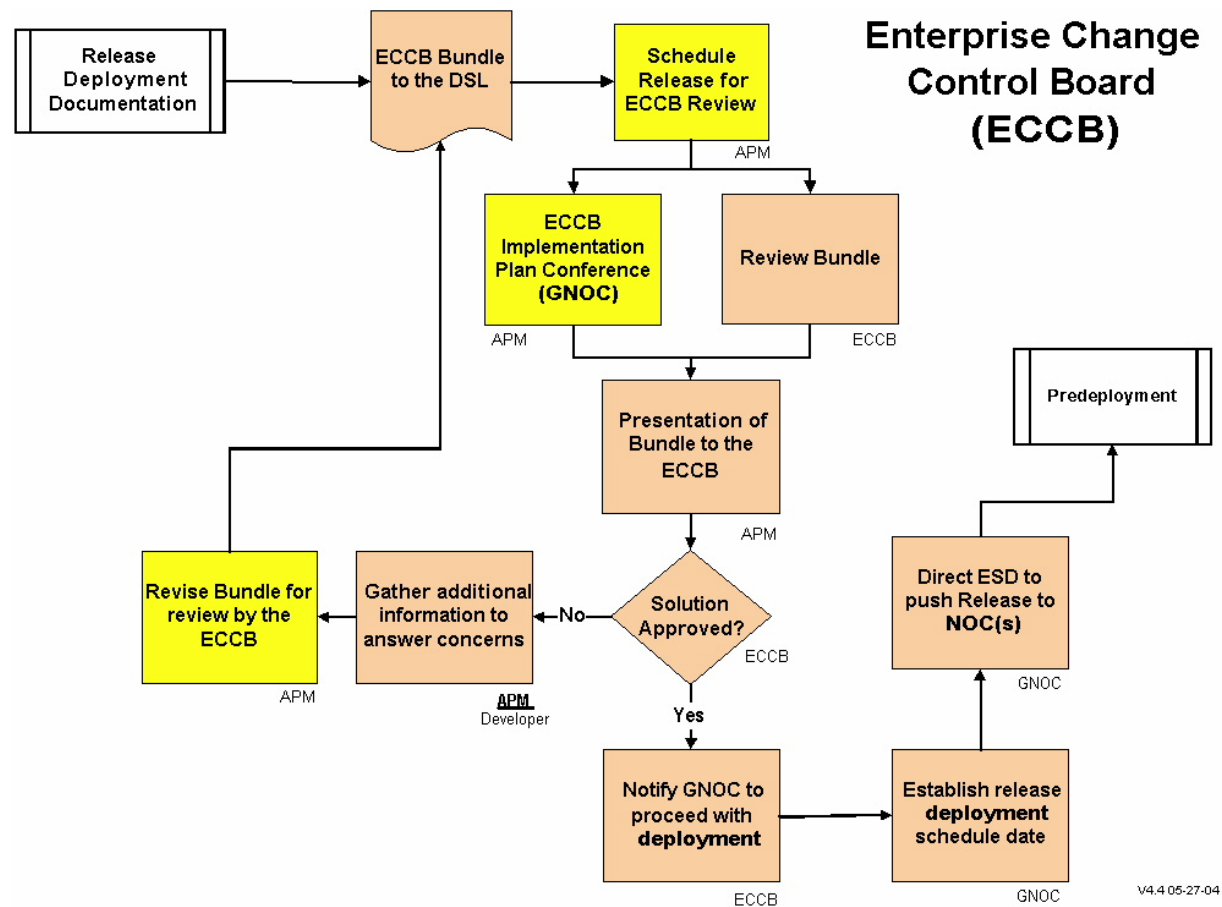 Enterprise Change
Control Board
(ECCB)
Release
Deployment
Documentation
ECCB Bundle
to the DSL
Schedule
Release for
ECCB Review
APM
ECCB
Implementation
Plan Conference
(GNOC)
APM
Review Bundle
ECCB
Presentation of
Bundle to the
ECCB
APM
Solution
Approved?
ECCB
No
Gather additional
information to
answer concerns
APM
Developer
Revise Bundle for
review by the
ECCB
APM
Yes
Notify GNOC to
proceed with
deployment
ECCB
Establish release
deployment
schedule date
GNOC
Direct ESD to
push Release to
NOC(s)
GNOC
Predeployment
V4.4 05-27-04